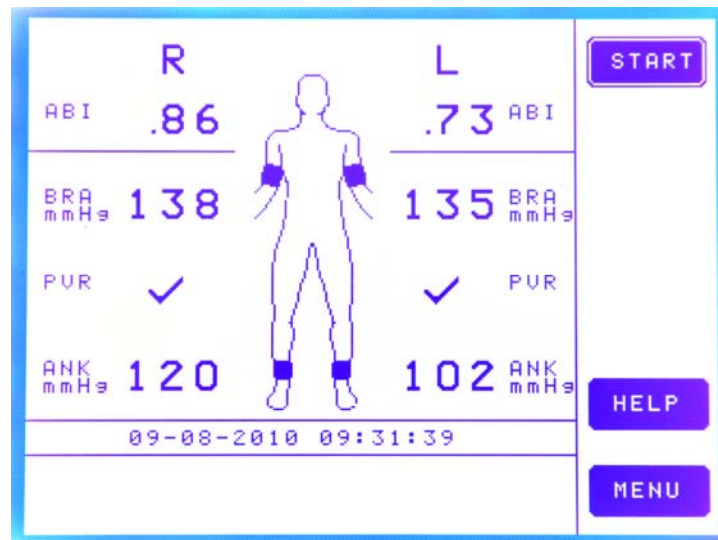 R L START
ABI .86 .73 ABI
BRA mmHg 138 135 BRA mmHg
PVR ✓ ✓ PVR
ANK mmHg 120 102 ANK mmHg
HELP
09-08-2010 09:31:39
MENU